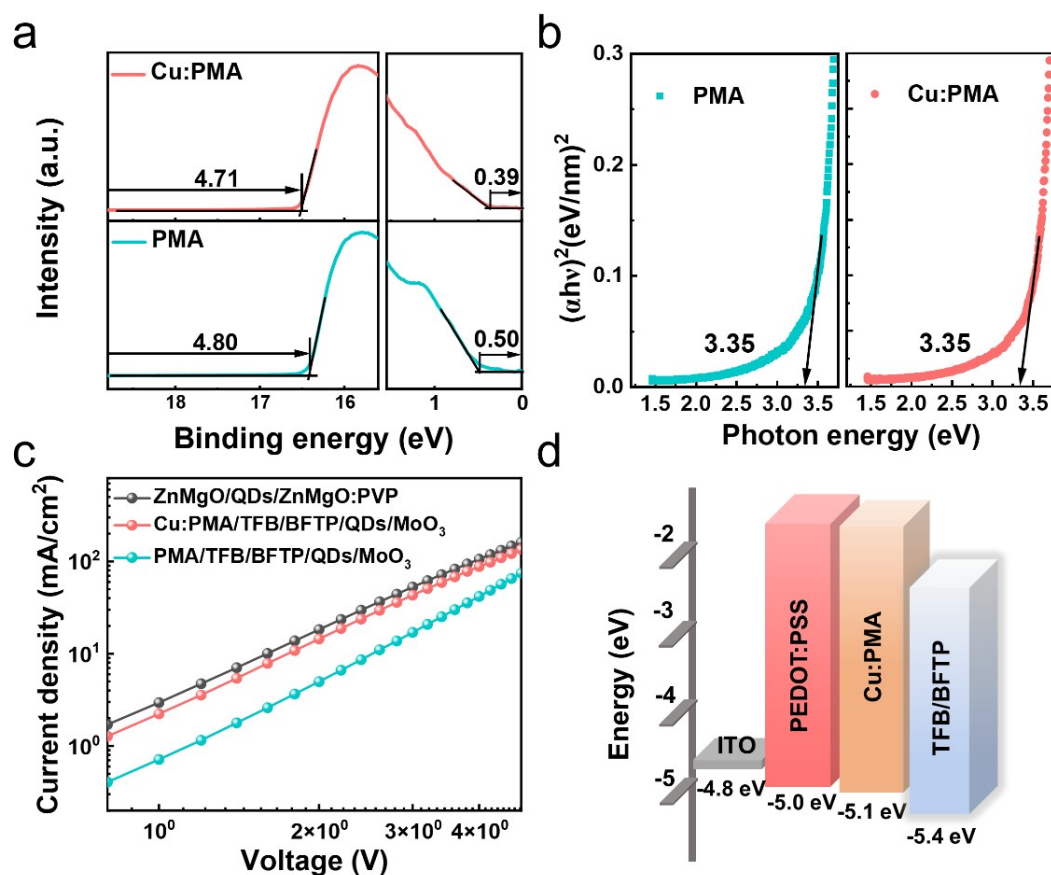 a
Cu:PMA
4.71
0.39
PMA
4.80
0.50
Intensity (a.u.)
18 17 16 1 0
Binding energy (eV)
b
PMA
Cu:PMA
3.35
3.35
0.3
0.2
0.1
0.0
(αhν)²(eV/nm)²
1.5 2.0 2.5 3.0 3.5 1.5 2.0 2.5 3.0 3.5
Photon energy (eV)
c
ZnMgO/QDs/ZnMgO:PVP
Cu:PMA/TFB/BFTP/QDs/MoO₃
PMA/TFB/BFTP/QDs/MoO₃
10²
10¹
10⁰
Current density (mA/cm²)
10⁰ 2×10⁰ 3×10⁰ 4×10⁰
Voltage (V)
d
Energy (eV)
-2
-3
-4
-5
ITO
PEDOT:PSS
Cu:PMA
TFB/BFTP
-4.8 eV
-5.0 eV
-5.1 eV
-5.4 eV